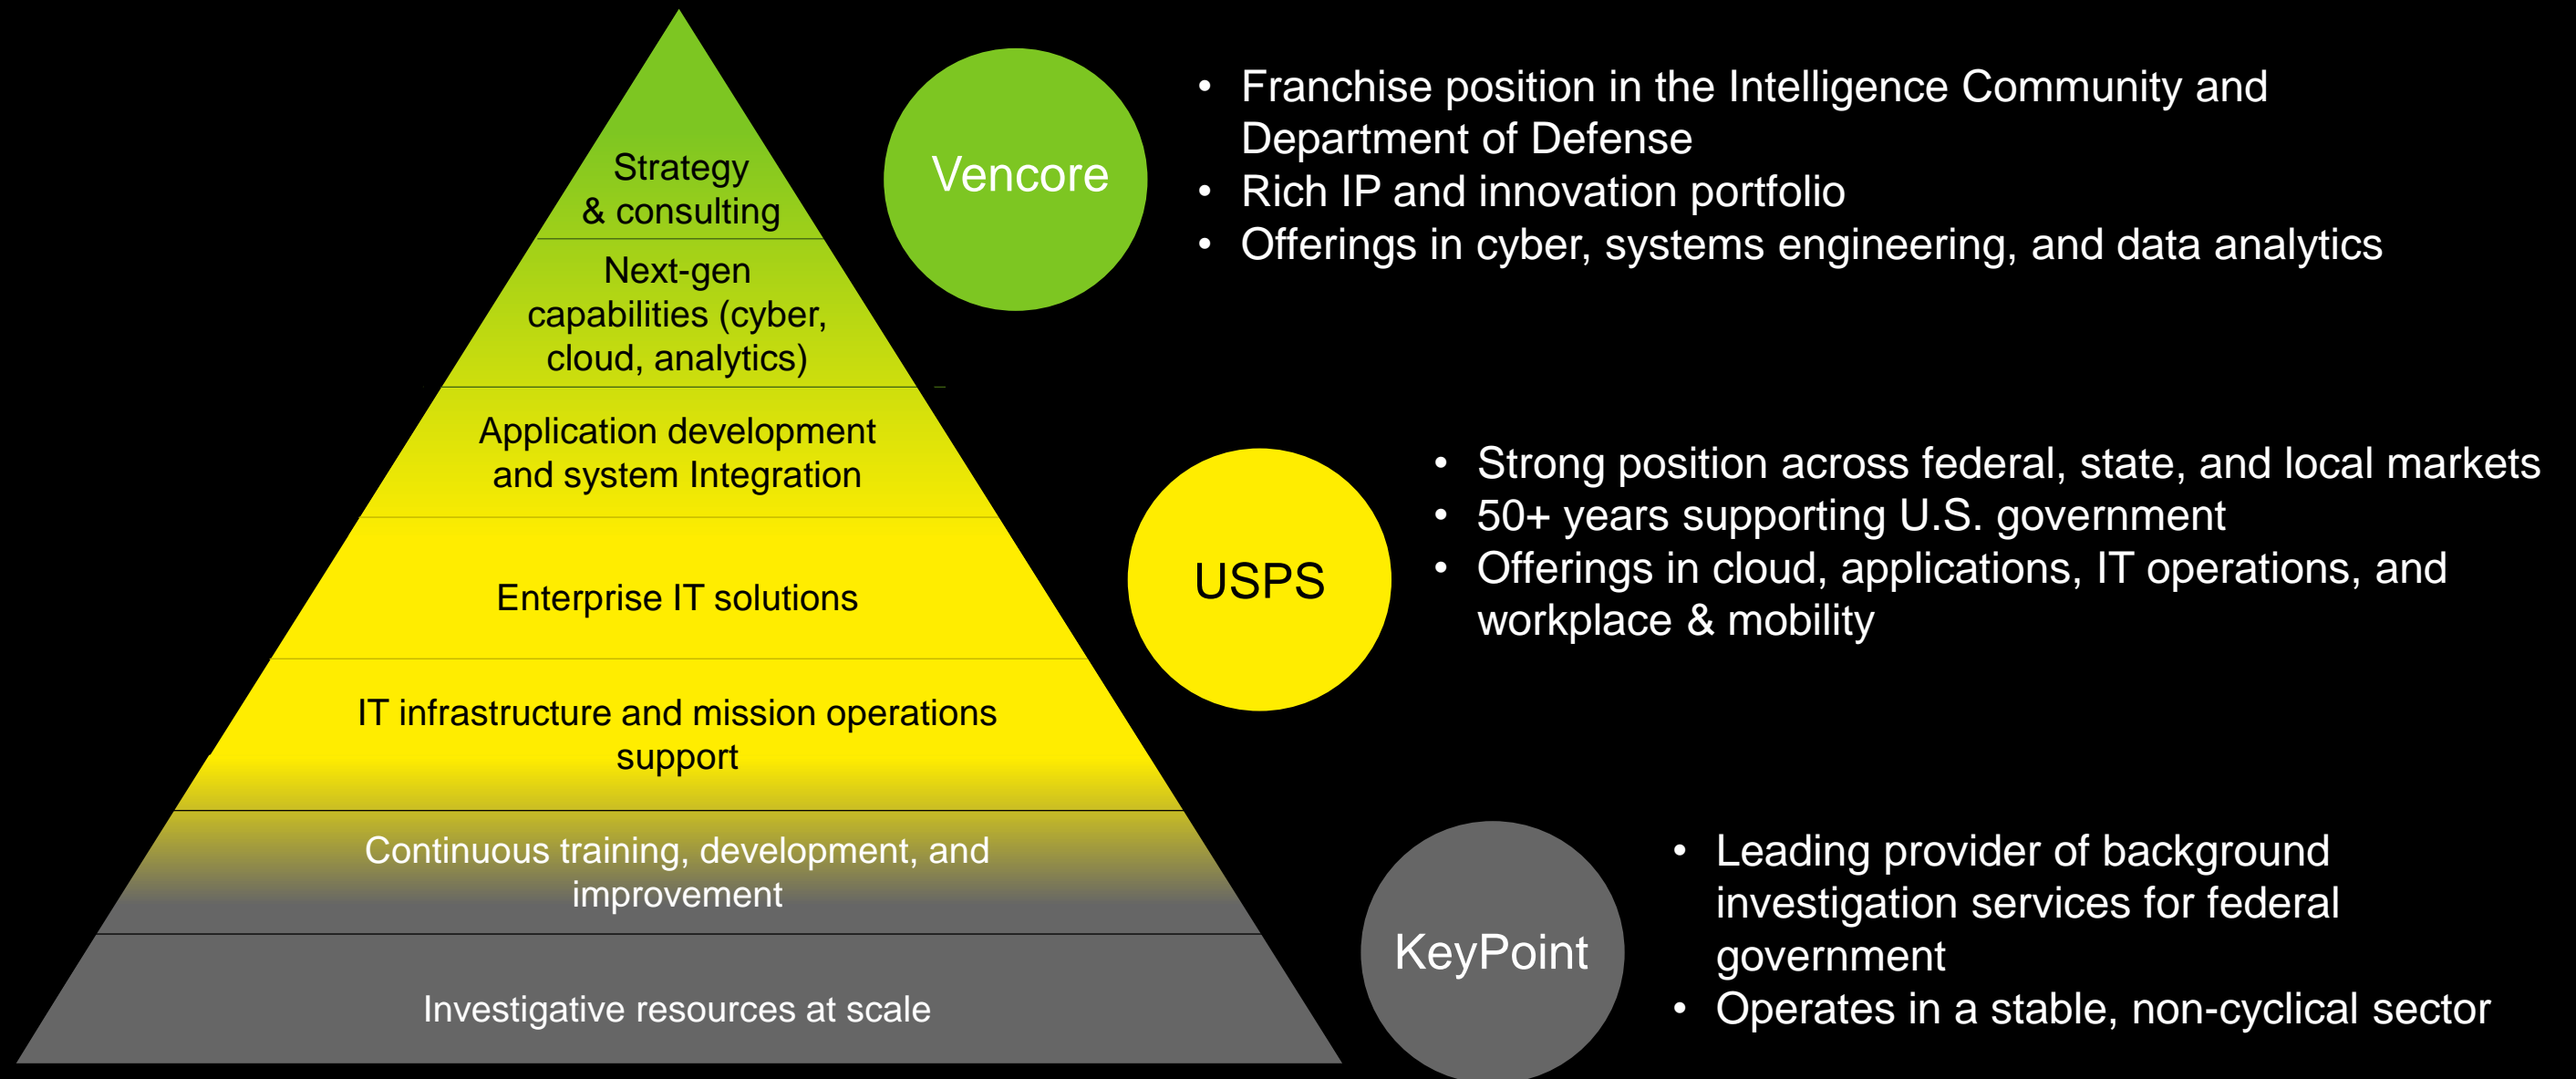 Strategy
& consulting
Next-gen
capabilities (cyber,
cloud, analytics)
Application development
and system Integration
Enterprise IT solutions
IT infrastructure and mission operations
support
Continuous training, development, and
improvement
Investigative resources at scale
Vencore
• Franchise position in the Intelligence Community and
Department of Defense
• Rich IP and innovation portfolio
• Offerings in cyber, systems engineering, and data analytics
USPS
• Strong position across federal, state, and local markets
• 50+ years supporting U.S. government
• Offerings in cloud, applications, IT operations, and
workplace & mobility
KeyPoint
• Leading provider of background
investigation services for federal
government
• Operates in a stable, non-cyclical sector